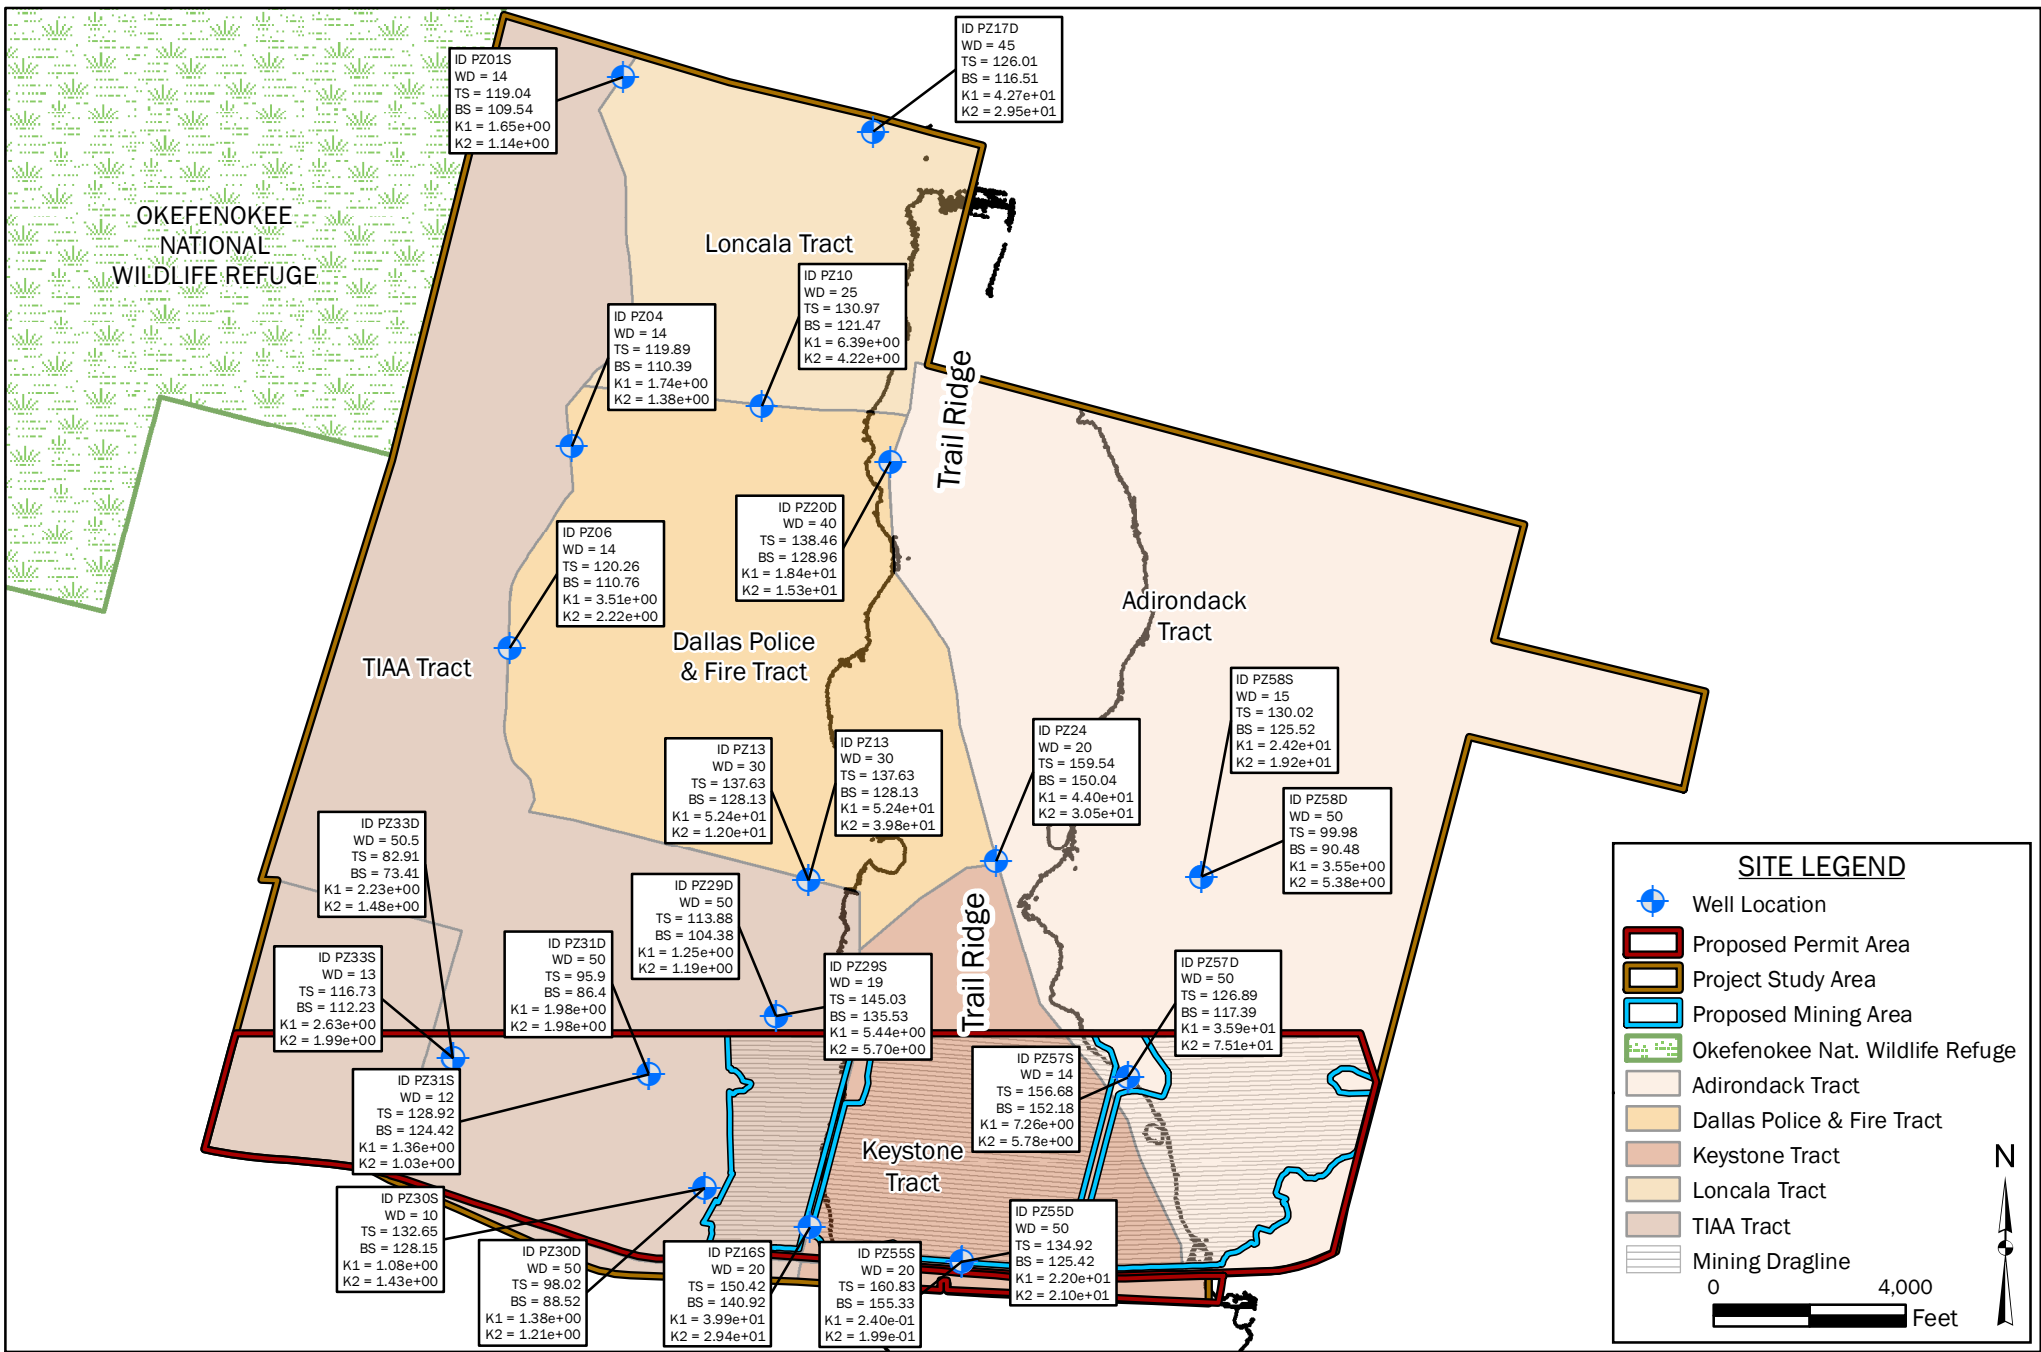 ID PZ17D
WD = 45
TS = 126.01
BS = 116.51
K1 = 4.27e+01
K2 = 2.95e+01
ID PZ01S
WD = 14
TS = 119.04
BS = 109.54
K1 = 1.65e+00
K2 = 1.14e+00
OKEFENOKEE
NATIONAL
WILDLIFE REFUGE
Loncala Tract
ID PZ10
WD = 25
TS = 130.97
BS = 121.47
K1 = 6.39e+00
K2 = 4.22e+00
ID PZ04
WD = 14
TS = 119.89
BS = 110.39
K1 = 1.74e+00
K2 = 1.38e+00
Trail Ridge
ID PZ20D
WD = 40
TS = 138.46
BS = 128.96
K1 = 1.84e+01
K2 = 1.53e+01
ID PZ06
WD = 14
TS = 120.26
BS = 110.76
K1 = 3.51e+00
K2 = 2.22e+00
Adirondack
Tract
Dallas Police
& Fire Tract
TIAA Tract
ID PZ58S
WD = 15
TS = 130.02
BS = 125.52
K1 = 2.42e+01
K2 = 1.92e+01
ID PZ24
WD = 20
TS = 159.54
BS = 150.04
K1 = 4.40e+01
K2 = 3.05e+01
ID PZ13
WD = 30
TS = 137.63
BS = 128.13
K1 = 5.24e+01
K2 = 1.20e+01
ID PZ13
WD = 30
TS = 137.63
BS = 128.13
K1 = 5.24e+01
K2 = 3.98e+01
ID PZ58D
WD = 50
TS = 99.98
BS = 90.48
K1 = 3.55e+00
K2 = 5.38e+00
ID PZ33D
WD = 50.5
TS = 82.91
BS = 73.41
K1 = 2.23e+00
K2 = 1.48e+00
ID PZ29D
WD = 50
TS = 113.88
BS = 104.38
K1 = 1.25e+00
K2 = 1.19e+00
Trail Ridge
ID PZ31D
WD = 50
TS = 95.9
BS = 86.4
K1 = 1.98e+00
K2 = 1.98e+00
ID PZ33S
WD = 13
TS = 116.73
BS = 112.23
K1 = 2.63e+00
K2 = 1.99e+00
ID PZ29S
WD = 19
TS = 145.03
BS = 135.53
K1 = 5.44e+00
K2 = 5.70e+00
ID PZ57D
WD = 50
TS = 126.89
BS = 117.39
K1 = 3.59e+01
K2 = 7.51e+01
ID PZ57S
WD = 14
TS = 156.68
BS = 152.18
K1 = 7.26e+00
K2 = 5.78e+00
ID PZ31S
WD = 12
TS = 128.92
BS = 124.42
K1 = 1.36e+00
K2 = 1.03e+00
Keystone
Tract
ID PZ30S
WD = 10
TS = 132.65
BS = 128.15
K1 = 1.08e+00
K2 = 1.43e+00
ID PZ30D
WD = 50
TS = 98.02
BS = 88.52
K1 = 1.38e+00
K2 = 1.21e+00
ID PZ16S
WD = 20
TS = 150.42
BS = 140.92
K1 = 3.99e+01
K2 = 2.94e+01
ID PZ55S
WD = 20
TS = 160.83
BS = 155.33
K1 = 2.40e-01
K2 = 1.99e-01
ID PZ55D
WD = 50
TS = 134.92
BS = 125.42
K1 = 2.20e+01
K2 = 2.10e+01
SITE LEGEND
Well Location
Proposed Permit Area
Project Study Area
Proposed Mining Area
Okefenokee Nat. Wildlife Refuge
Adirondack Tract
Dallas Police & Fire Tract
Keystone Tract
Loncala Tract
TIAA Tract
Mining Dragline
N
0 4,000
Feet